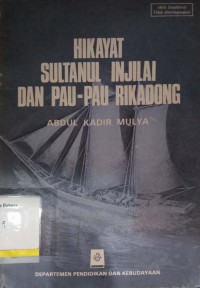 HIKAYAT
SULTANUL INJILAI
DAN PAU-PAU RIKADONG
ABDUL KADIR MULYA
DEPARTEMEN PENDIDIKAN DAN KEBUDAYAAN